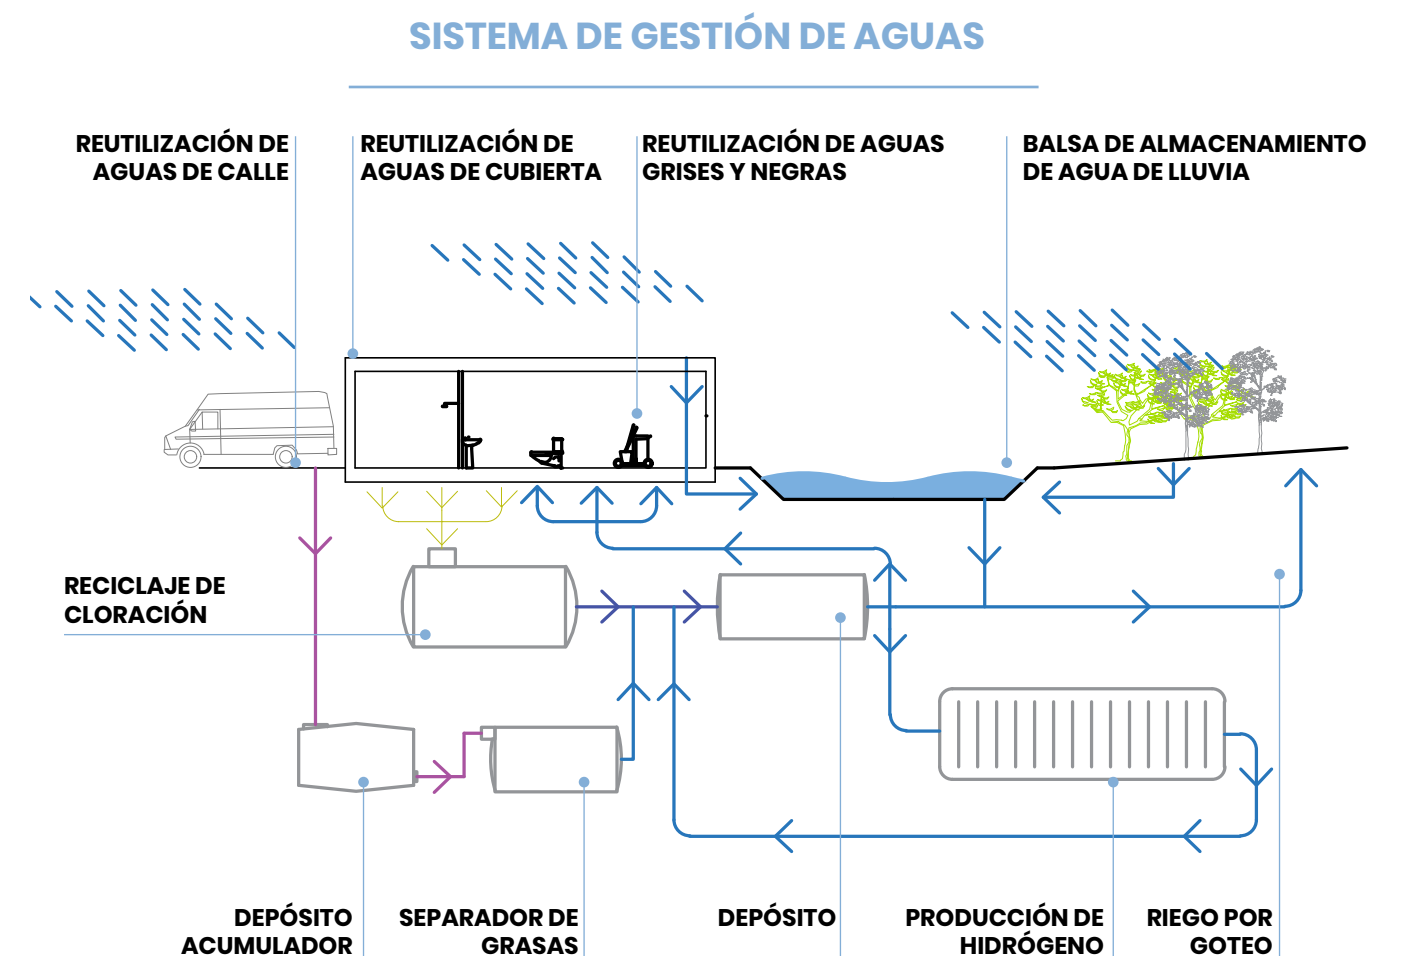 SISTEMA DE GESTIÓN DE AGUAS
REUTILIZACIÓN DE
AGUAS DE CALLE
REUTILIZACIÓN DE
AGUAS DE CUBIERTA
REUTILIZACIÓN DE AGUAS
GRISES Y NEGRAS
BALSA DE ALMACENAMIENTO
DE AGUA DE LLUVIA
RECICLAJE DE
CLORACIÓN
DEPÓSITO
ACUMULADOR
SEPARADOR DE
GRASAS
DEPÓSITO
PRODUCCIÓN DE
HIDRÓGENO
RIEGO POR
GOTEO